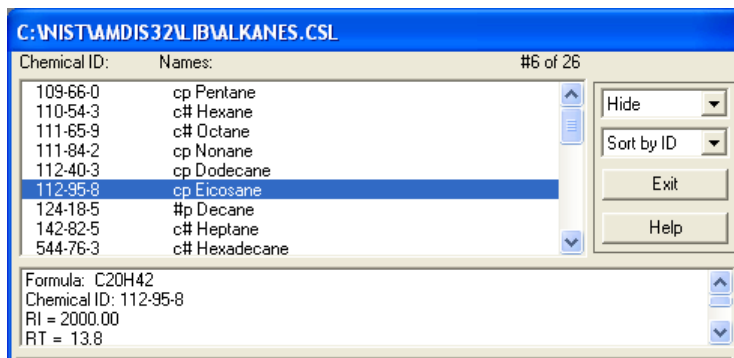 C:\NIST\AMDIS32\LIB\ALKANES.CSL
Chemical ID: Names: #6 of 26
109-66-0 cp Pentane
110-54-3 c# Hexane
111-65-9 c# Octane
111-84-2 cp Nonane
112-40-3 cp Dodecane
112-95-8 cp Eicosane
124-18-5 #p Decane
142-82-5 c# Heptane
544-76-3 c# Hexadecane
Hide
Sort by ID
Exit
Help
Formula: C20H42
Chemical ID: 112-95-8
RI = 2000.00
RT = 13.8